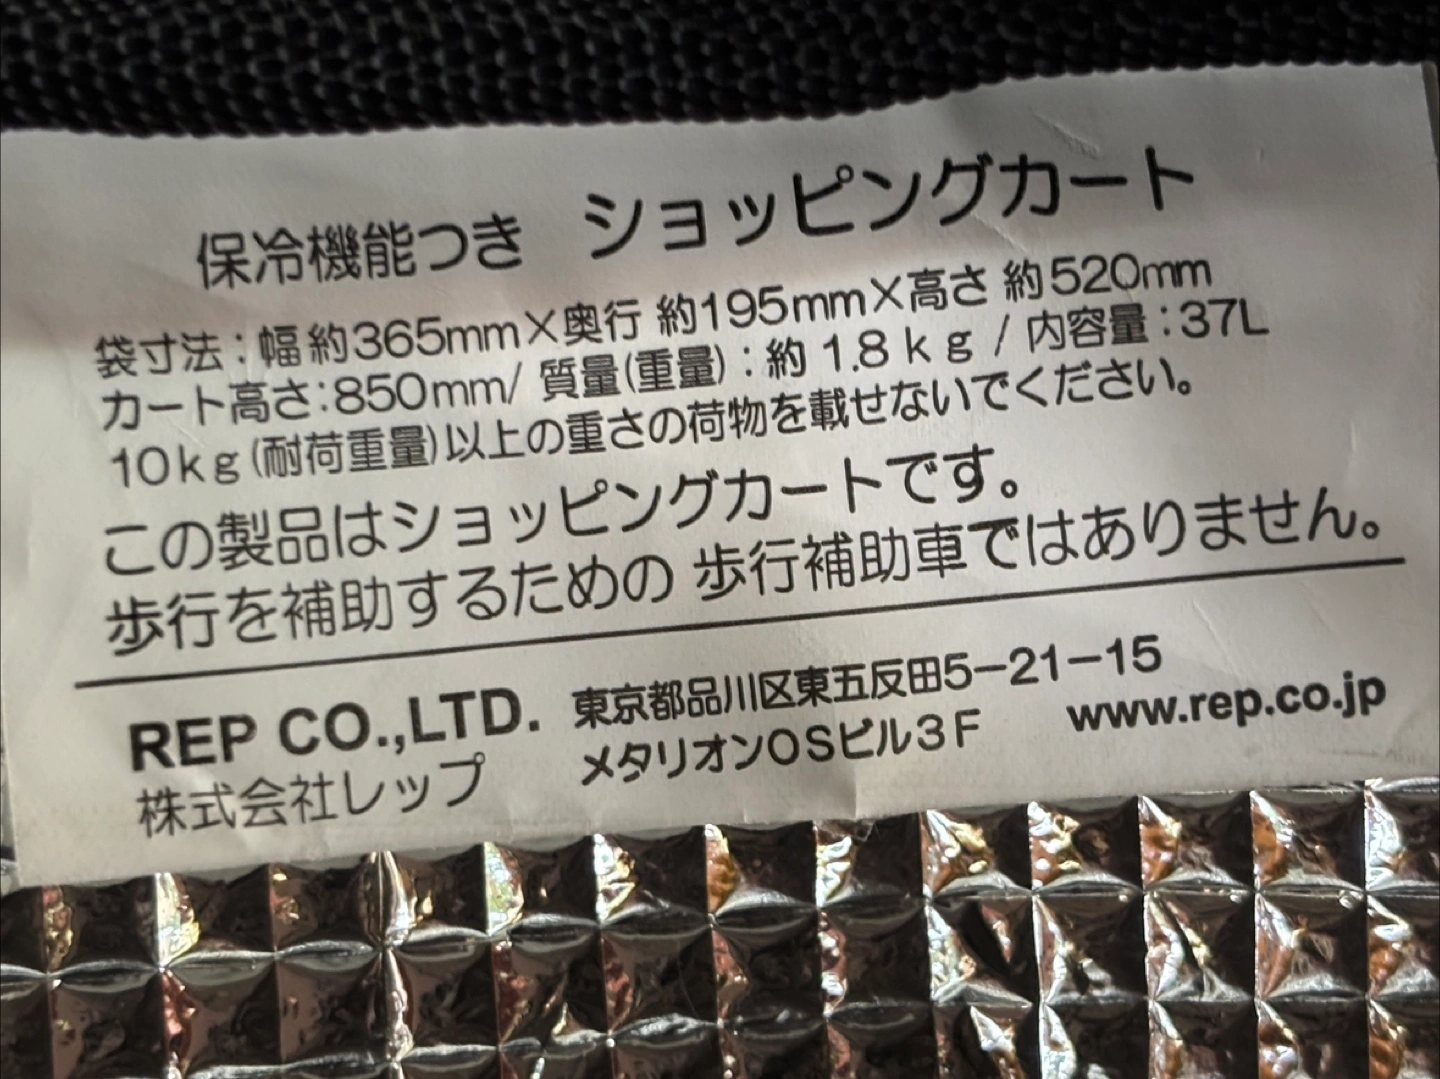 保冷機能つき ショッピングカート
袋寸法：幅 約365mm×奥行 約195mm×高さ 約520mm
カート高さ:850mm/ 質量(重量)：約 1.8ｋｇ / 内容量：37L
10ｋｇ(耐荷重量)以上の重さの荷物を載せないでください。
この製品はショッピングカートです。
歩行を補助するための 歩行補助車ではありません。
REP CO.,LTD. 東京都品川区東五反田5－21－15
株式会社レップ メタリオンOSビル３Ｆ www.rep.co.jp